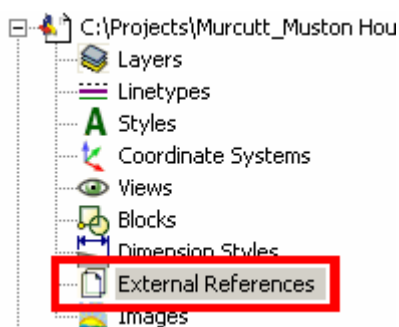 C:\Projects\Murcutt_Muston Hou
Layers
Linetypes
Styles
Coordinate Systems
Views
Blocks
Dimension Styles
External References
Images